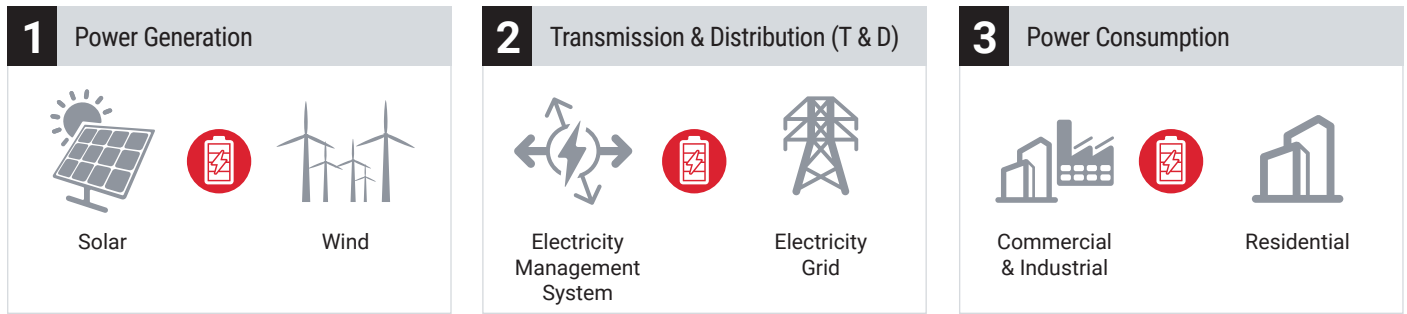 1 Power Generation
Solar
Wind
2 Transmission & Distribution (T & D)
Electricity
Management
System
Electricity
Grid
3 Power Consumption
Commercial
& Industrial
Residential